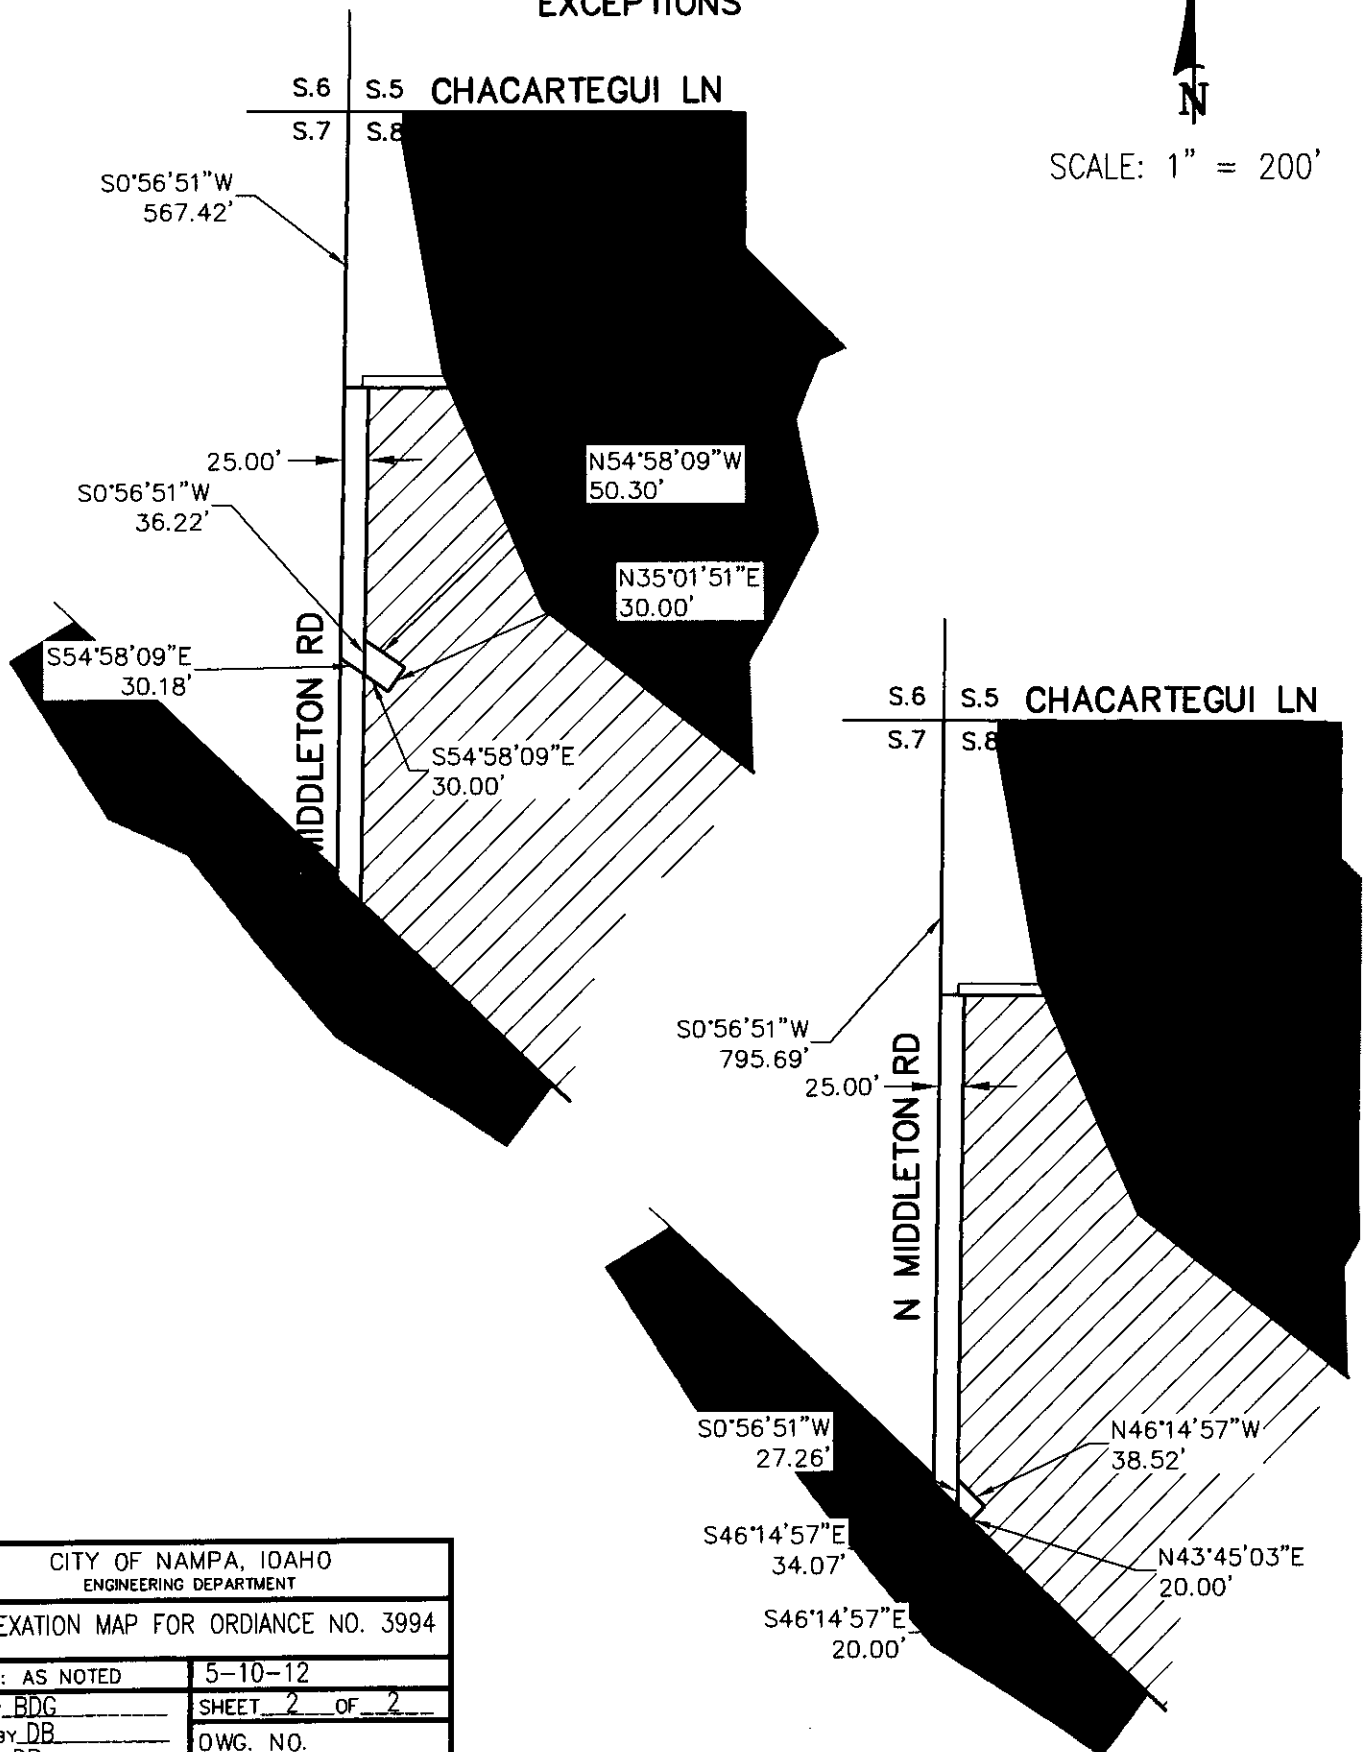 EXCEPTIONS
N
SCALE: 1" = 200'
S.6 S.5 CHACARTEGUI LN
S.7 S.8
S0°56'51"W
567.42'
25.00'
S0°56'51"W
36.22'
N54°58'09"W
50.30'
N35°01'51"E
30.00'
S54°58'09"E
30.18'
MIDDLETON RD
S54°58'09"E
30.00'
S.6 S.5 CHACARTEGUI LN
S.7 S.8
S0°56'51"W
795.69'
25.00'
N MIDDLETON RD
S0°56'51"W
27.26'
N46°14'57"W
38.52'
S46°14'57"E
34.07'
N43°45'03"E
20.00'
S46°14'57"E
20.00'
CITY OF NAMPA, IDAHO
ENGINEERING DEPARTMENT
EXATION MAP FOR ORDIANCE NO. 3994
: AS NOTED 5-10-12
BDG SHEET 2 OF 2
BY DB
DWG. NO.